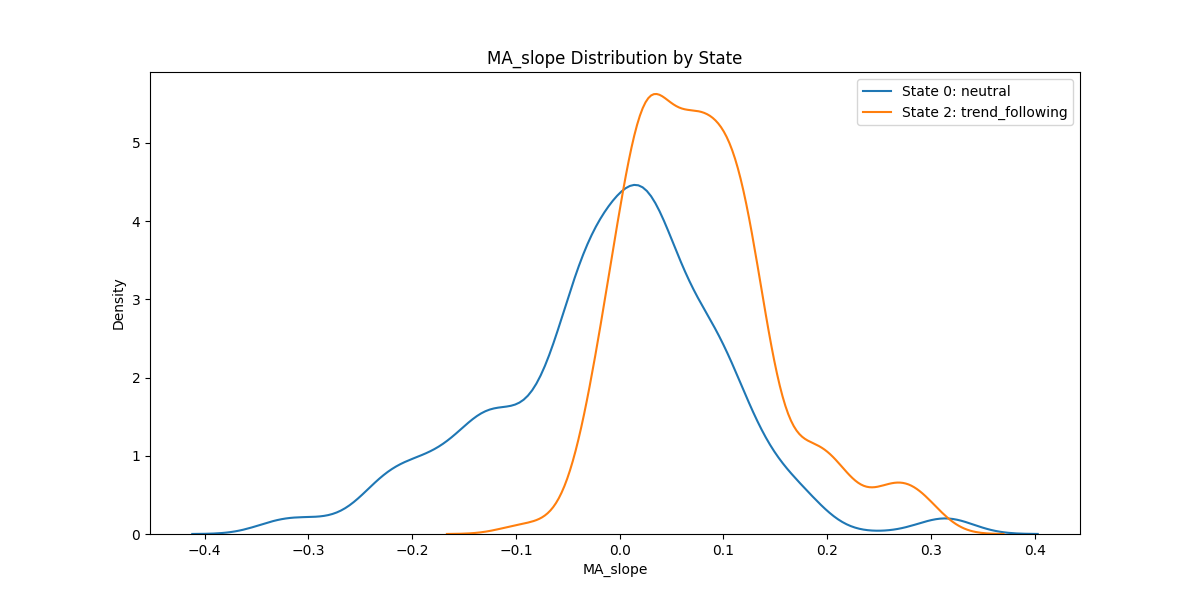 MA_slope Distribution by State
State 0: neutral
State 2: trend_following
Density
5
4
3
2
1
0
−0.4 −0.3 −0.2 −0.1 0.0 0.1 0.2 0.3 0.4
MA_slope